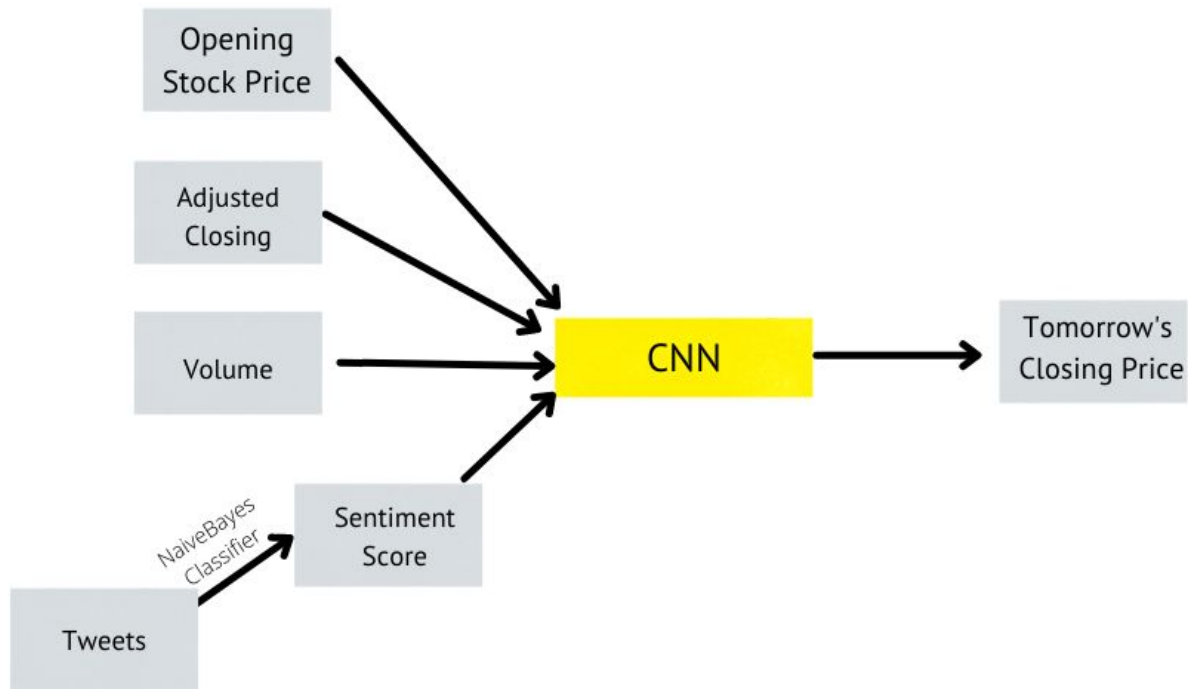 Opening
Stock Price
Adjusted
Closing
Volume
CNN
Tomorrow's
Closing Price
Sentiment
Score
NaiveBayes
Classifier
Tweets